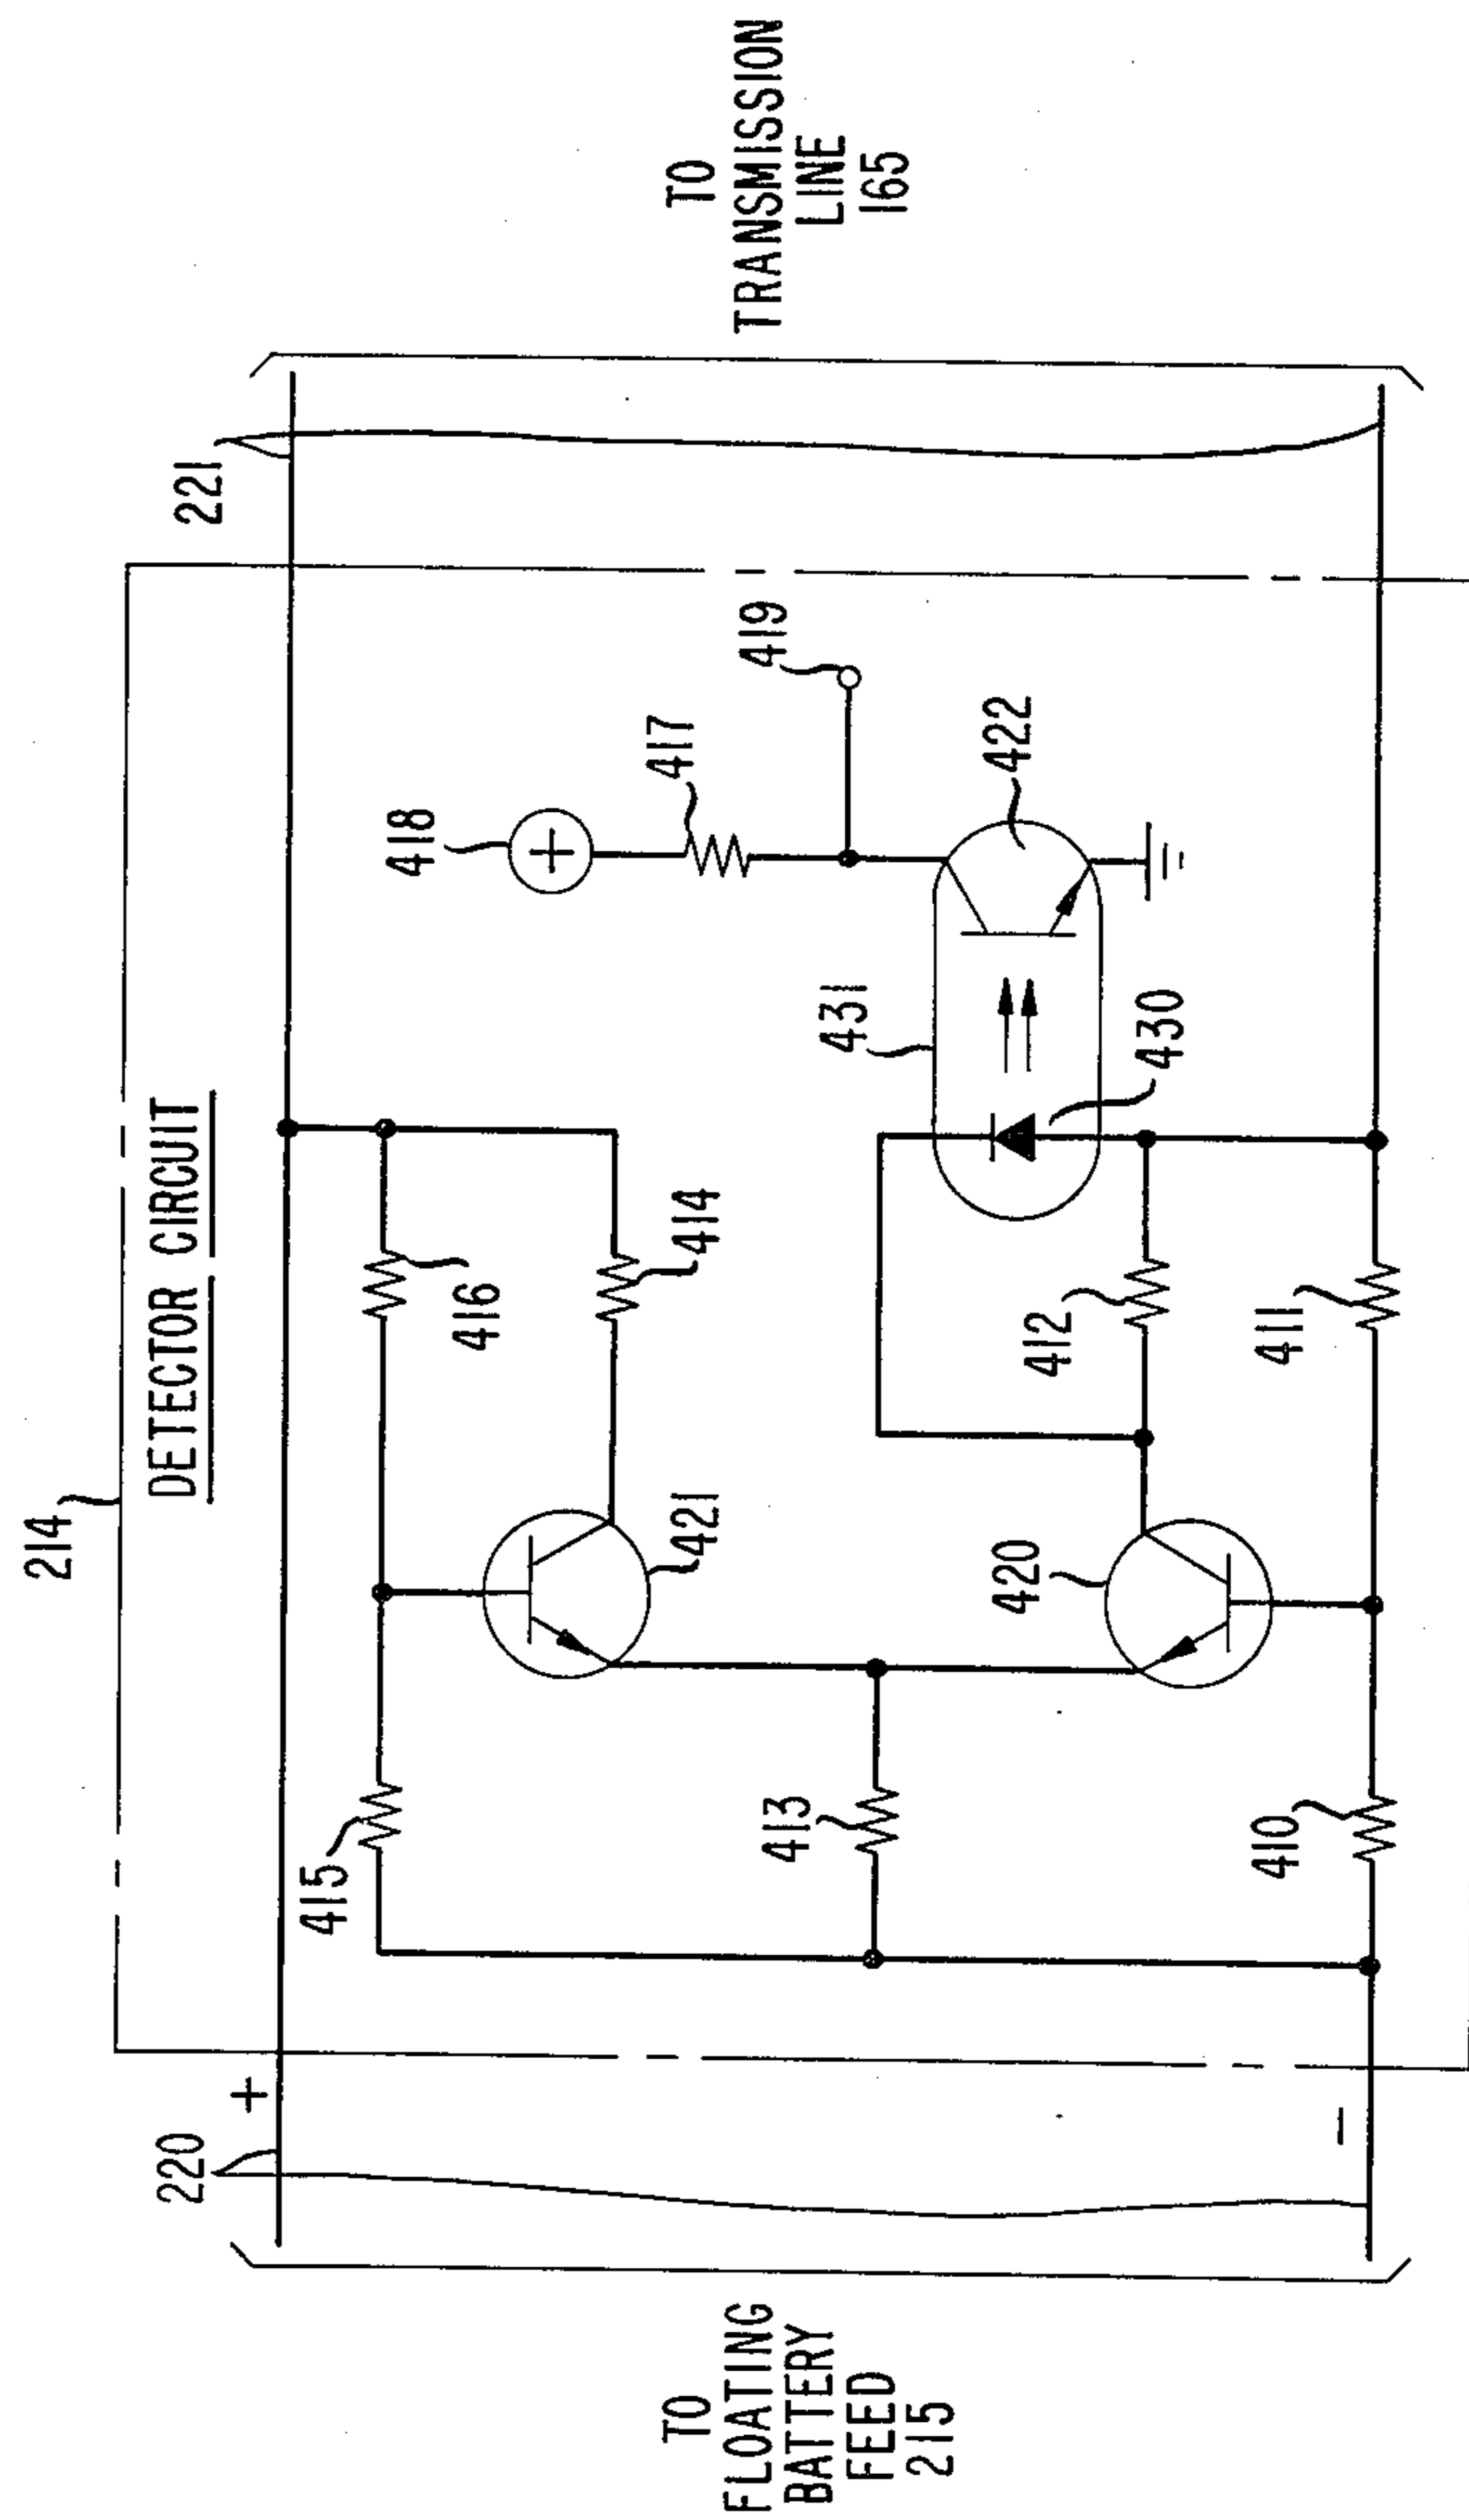 214
DETECTOR CIRCUIT
220
+
-
221
415
416
421
414
418
+
417
419
413
431
422
420
412
430
410
411
TO
FLOATING
BATTERY
FEED
215
TO
TRANSMISSION
LINE
165